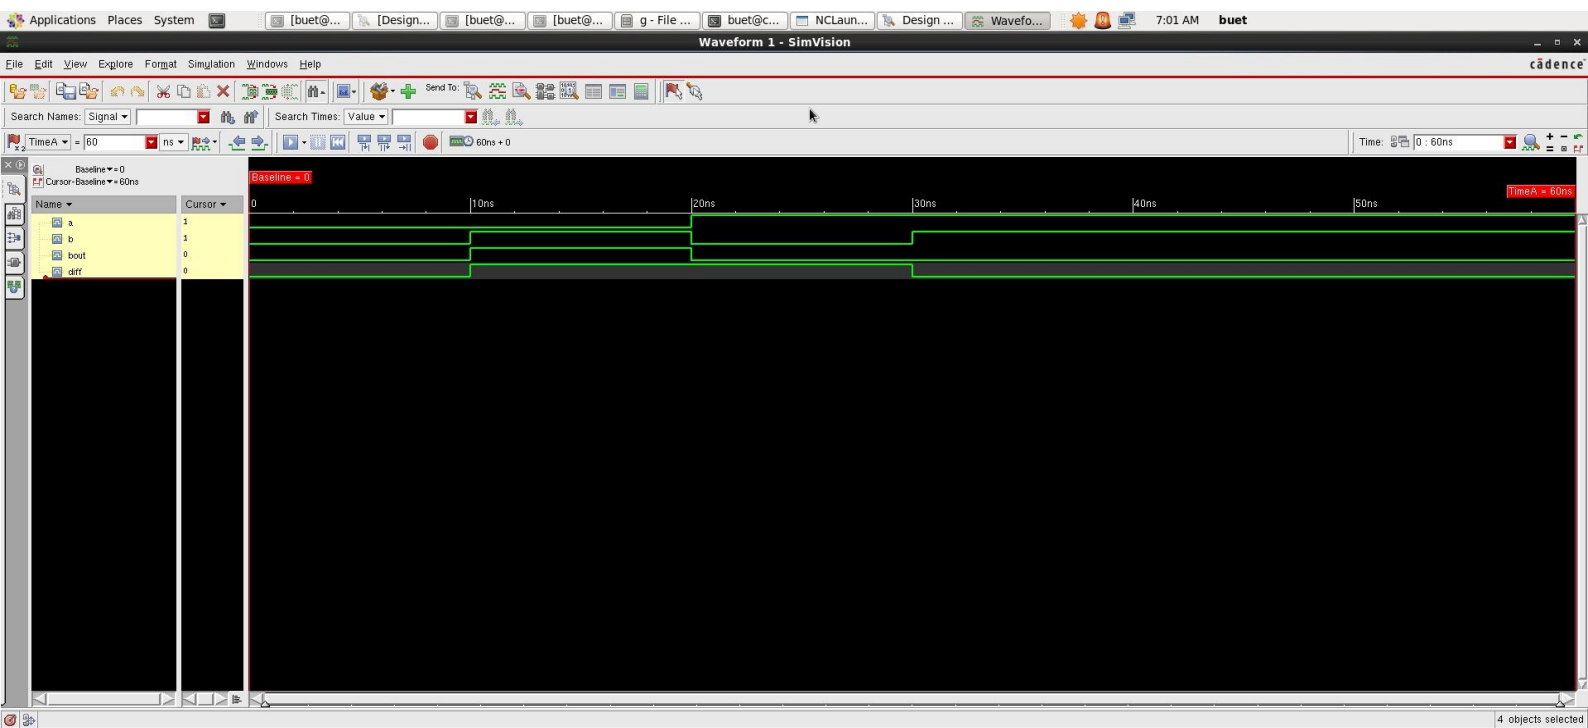 Applications Places System [buet@... [Design... [buet@... [buet@... g - File ... buet@c... NCLaun... Design ... Wavefo... 7:01 AM buet
Waveform 1 - SimVision
File Edit View Explore Format Simulation Windows Help cādence
Send To:
Search Names: Signal Search Times: Value
TimeA = 60 ns 60ns + 0 Time: 0 : 60ns
Baseline = 0
Cursor-Baseline = 60ns
Baseline = 0
TimeA = 60ns
Name Cursor 0 10ns 20ns 30ns 40ns 50ns
a 1
b 1
bout 0
diff 0
4 objects selected